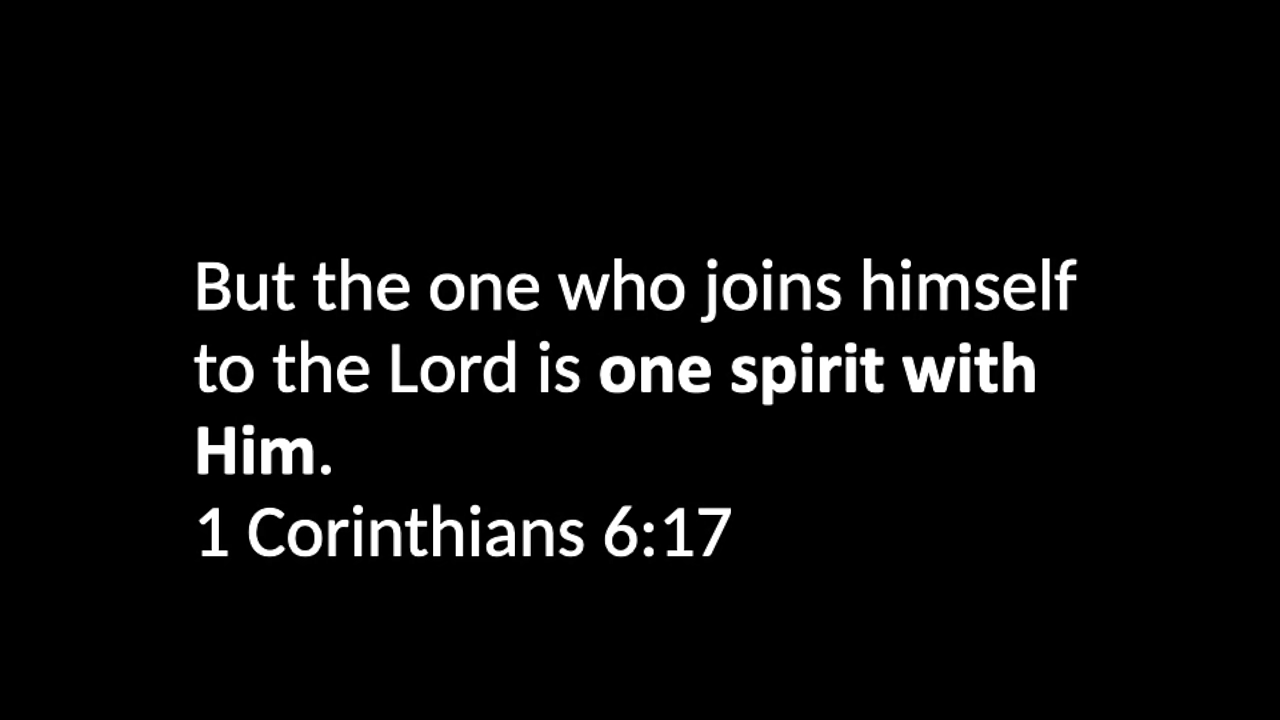 But the one who joins himself
to the Lord is one spirit with
Him.
1 Corinthians 6:17